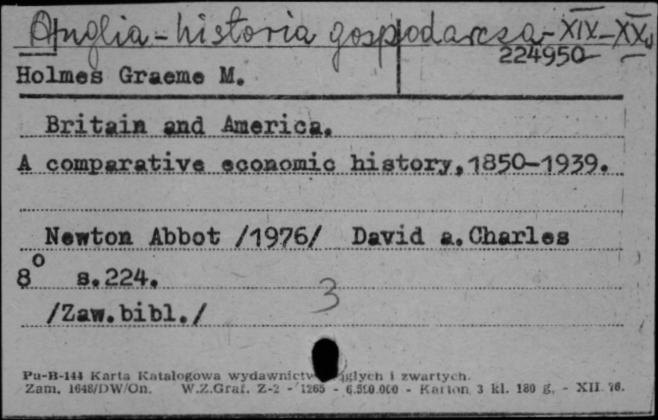 Anglia - historia gospodarcza - XIX-XX w
224950
Holmes Graeme M.
Britain and America.
A comparative economic history, 1850-1939.
Newton Abbot /1976/ David a. Charles
8° s.224.
3
/Zaw.bibl./
Pu-B-144 Karta Katalogowa wydawnictw ągłych i zwartych.
Zam. 1648/DW/On. W.Z.Graf. Z-2 - 1265 - 6.500.000 - Karton 3 kl. 180 g. - XII 76.